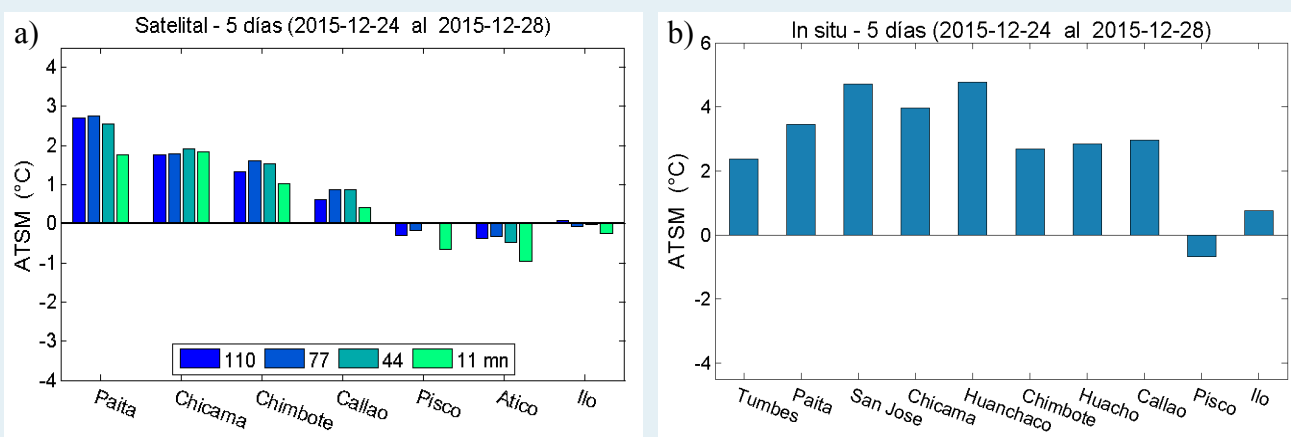 a)
Satelital - 5 días (2015-12-24 al 2015-12-28)
ATSM (°C)
4
3
2
1
0
-1
-2
-3
-4
110 77 44 11 mn
Paita Chicama Chimbote Callao Pisco Atico Ilo
b)
In situ - 5 días (2015-12-24 al 2015-12-28)
ATSM (°C)
6
4
2
0
-2
-4
Tumbes Paita San Jose Chicama Huanchaco Chimbote Huacho Callao Pisco Ilo